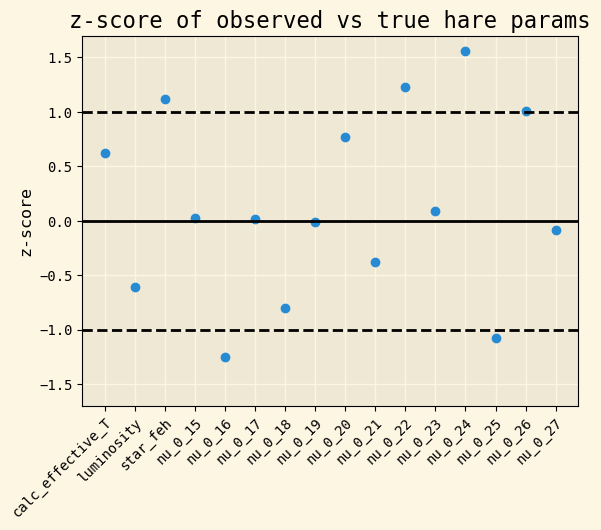 z-score of observed vs true hare params
z-score
1.5
1.0
0.5
0.0
−0.5
−1.0
−1.5
calc_effective_T
luminosity
star_feh
nu_0_15
nu_0_16
nu_0_17
nu_0_18
nu_0_19
nu_0_20
nu_0_21
nu_0_22
nu_0_23
nu_0_24
nu_0_25
nu_0_26
nu_0_27